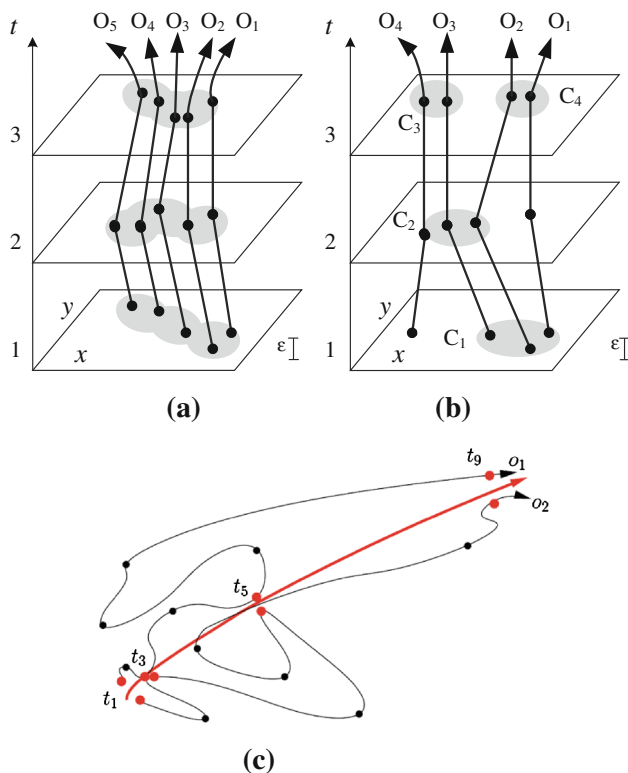 t O₅ O₄ O₃ O₂ O₁
3
2
y
1 x ε
(a)
t O₄ O₃ O₂ O₁
3 C₃ C₄
2 C₂
y
1 x C₁ ε
(b)
t₉ o₁
o₂
t₅
t₃
t₁
(c)